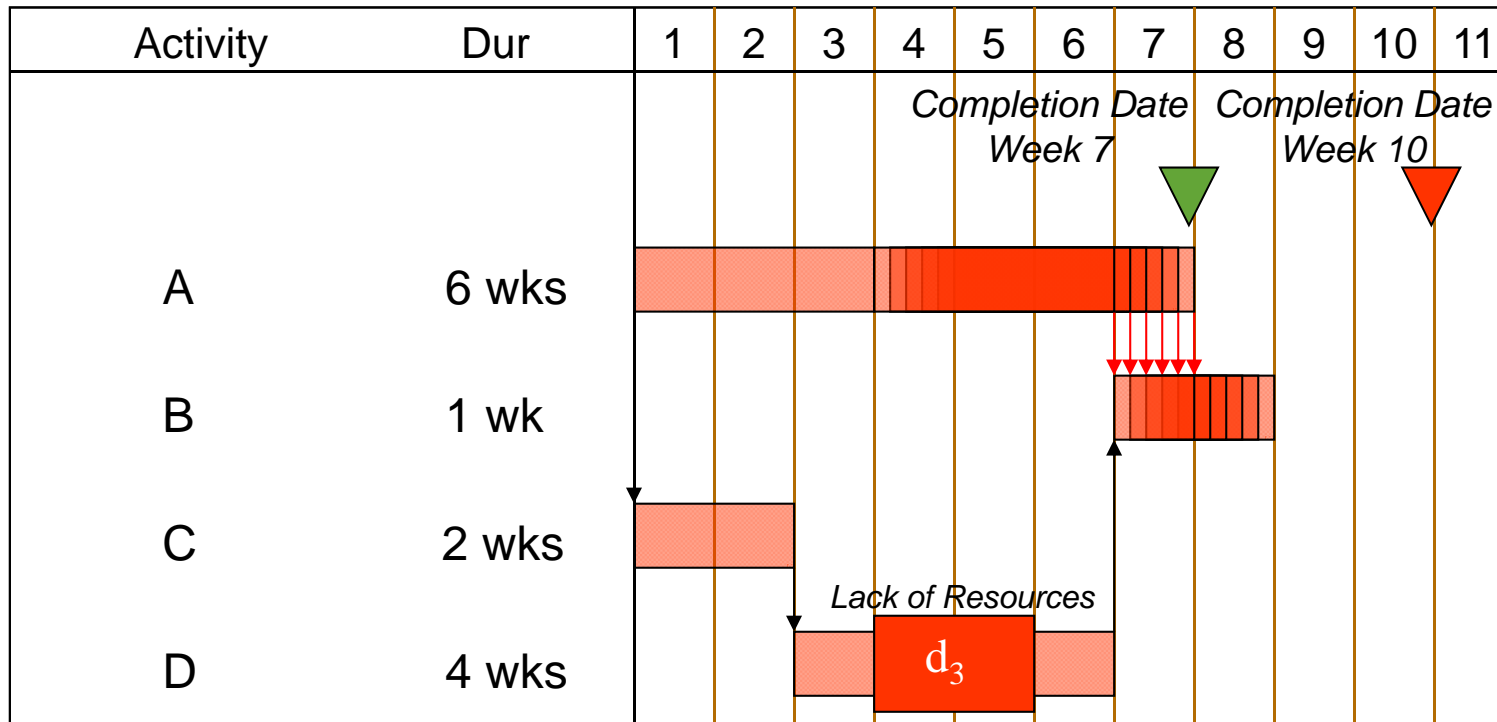 Activity Dur 1 2 3 4 5 6 7 8 9 10 11
Completion Date Completion Date
Week 7 Week 10
A 6 wks
B 1 wk
C 2 wks
Lack of Resources
D 4 wks d3